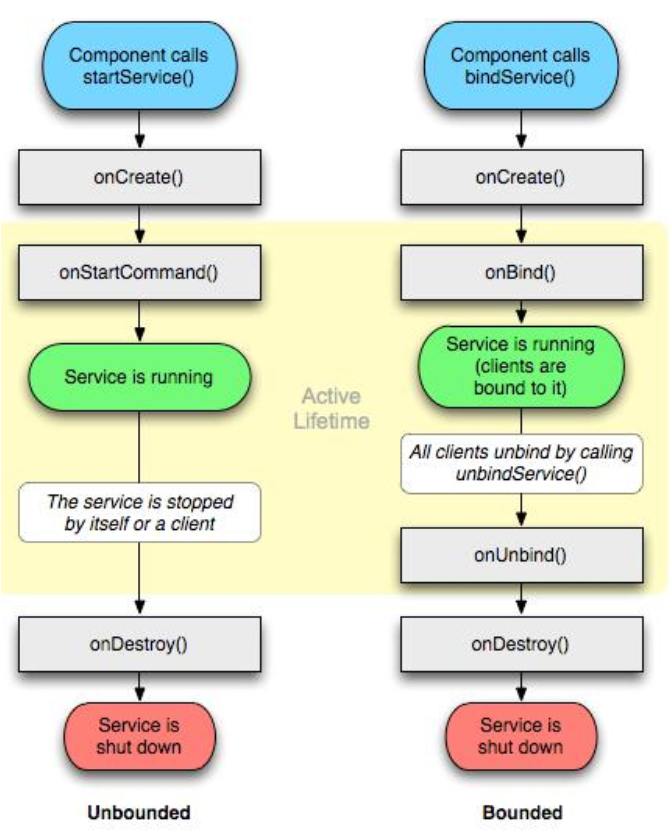 Component calls
startService()
onCreate()
onStartCommand()
Service is running
The service is stopped
by itself or a client
onDestroy()
Service is
shut down
Unbounded
Active
Lifetime
Component calls
bindService()
onCreate()
onBind()
Service is running
(clients are
bound to it)
All clients unbind by calling
unbindService()
onUnbind()
onDestroy()
Service is
shut down
Bounded